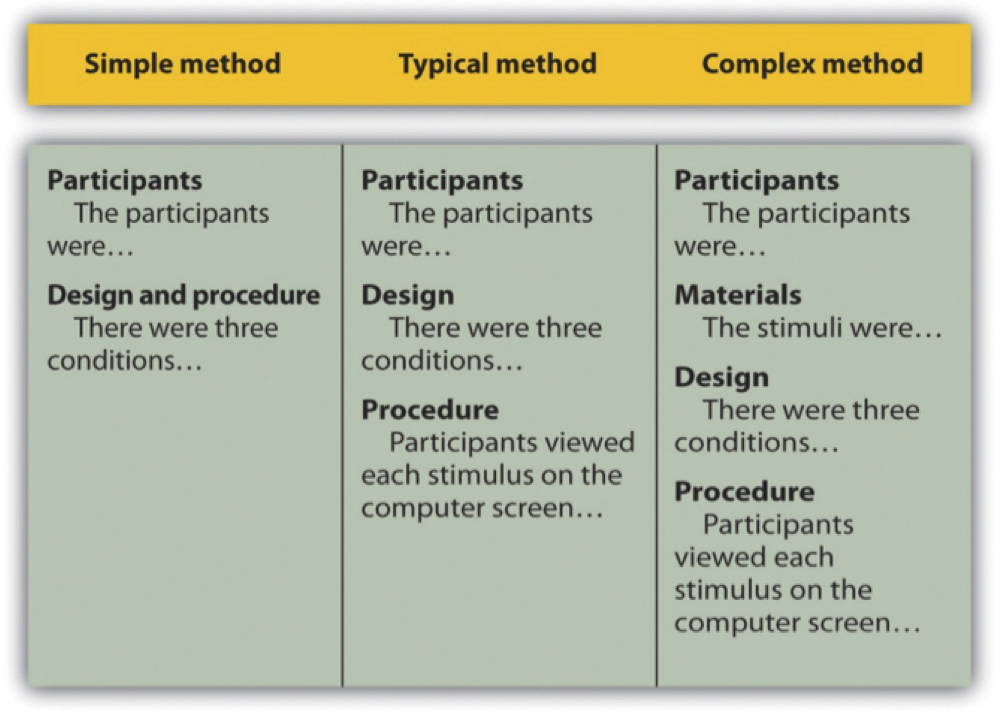 Simple method
Typical method
Complex method
Participants
The participants
were…
Design and procedure
There were three
conditions…
Participants
The participants
were…
Design
There were three
conditions…
Procedure
Participants viewed
each stimulus on the
computer screen…
Participants
The participants
were…
Materials
The stimuli were…
Design
There were three
conditions…
Procedure
Participants
viewed each
stimulus on the
computer screen…